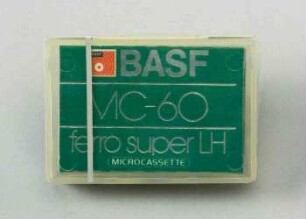 BASF
MC-60
ferro super LH
MICROCASSETTE